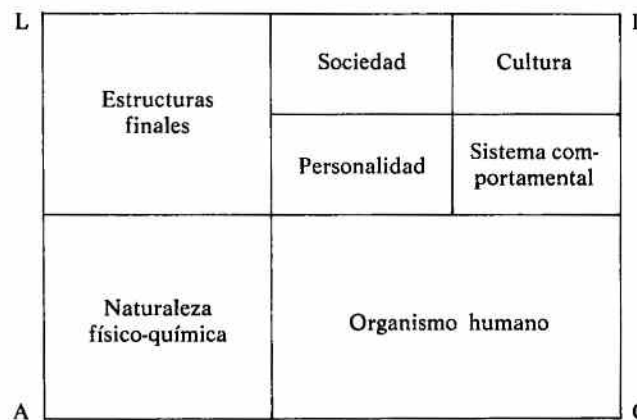 L
I
Estructuras
finales
Sociedad
Cultura
Personalidad
Sistema com-
portamental
Naturaleza
físico-química
Organismo humano
A